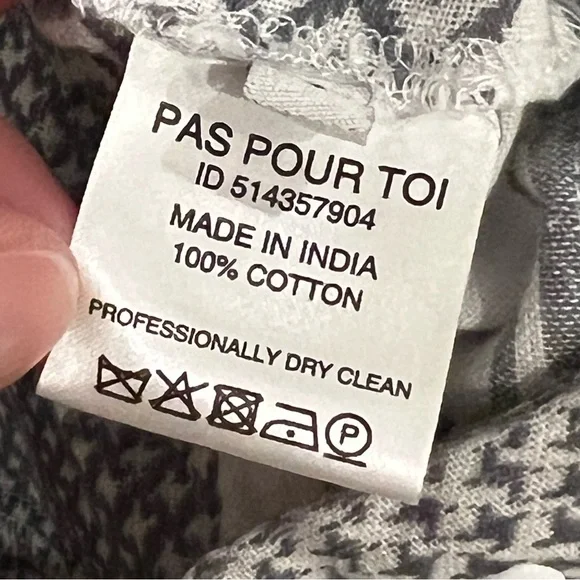 PAS POUR TOI
ID 514357904
MADE IN INDIA
100% COTTON
PROFESSIONALLY DRY CLEAN
P